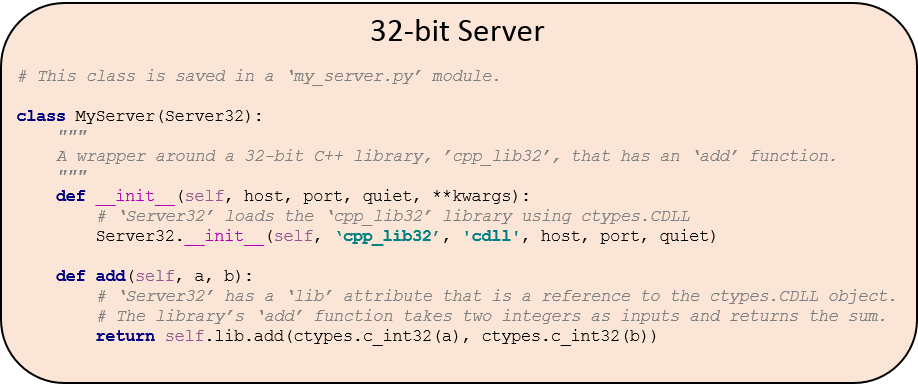 32-bit Server
# This class is saved in a ‘my_server.py’ module.
class MyServer(Server32):
    """
    A wrapper around a 32-bit C++ library, ’cpp_lib32’, that has an ‘add’ function.
    """
    def __init__(self, host, port, quiet, **kwargs):
        # ‘Server32’ loads the ‘cpp_lib32’ library using ctypes.CDLL
        Server32.__init__(self, ‘cpp_lib32’, 'cdll', host, port, quiet)
    def add(self, a, b):
        # ‘Server32’ has a ‘lib’ attribute that is a reference to the ctypes.CDLL object.
        # The library’s ‘add’ function takes two integers as inputs and returns the sum.
        return self.lib.add(ctypes.c_int32(a), ctypes.c_int32(b))